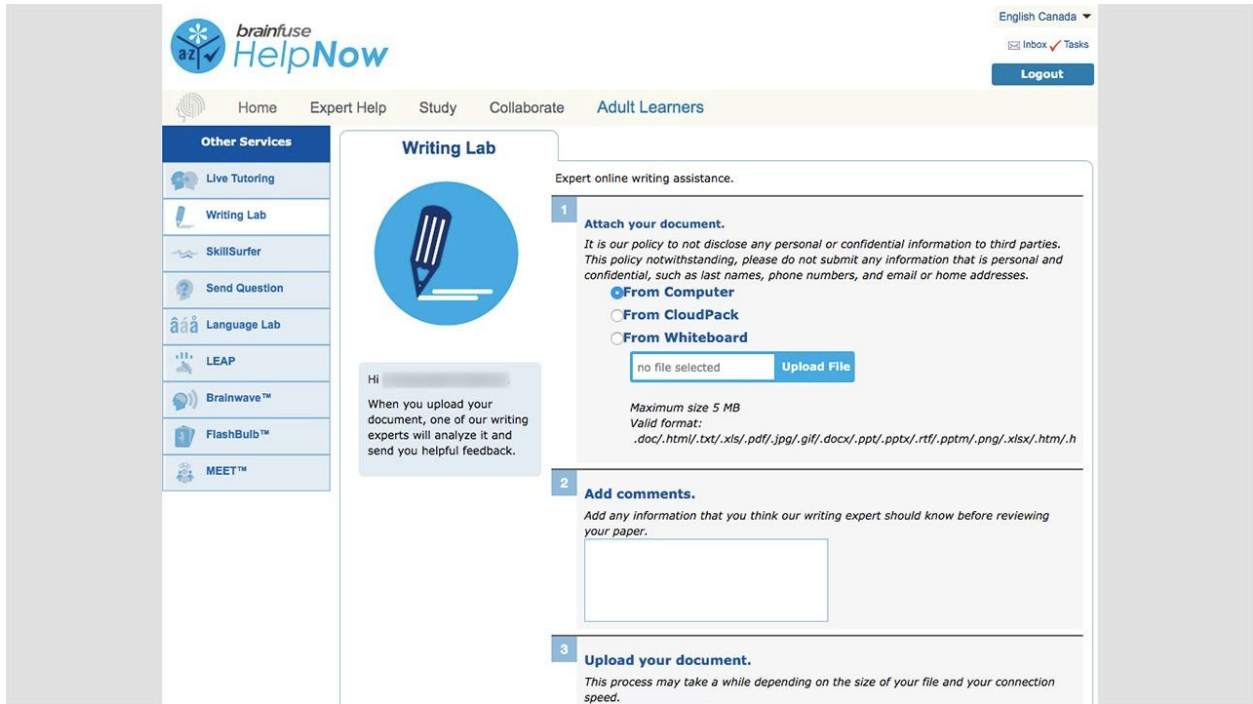 brainfuse
HelpNow
az
English Canada
Inbox Tasks
Logout
Home Expert Help Study Collaborate Adult Learners
Other Services
Live Tutoring
Writing Lab
SkillSurfer
Send Question
âáå Language Lab
LEAP
Brainwave™
FlashBulb™
MEET™
Writing Lab
Hi
When you upload your
document, one of our writing
experts will analyze it and
send you helpful feedback.
Expert online writing assistance.
1
Attach your document.
It is our policy to not disclose any personal or confidential information to third parties.
This policy notwithstanding, please do not submit any information that is personal and
confidential, such as last names, phone numbers, and email or home addresses.
From Computer
From CloudPack
From Whiteboard
no file selected Upload File
Maximum size 5 MB
Valid format:
.doc/.html/.txt/.xls/.pdf/.jpg/.gif/.docx/.ppt/.pptx/.rtf/.pptm/.png/.xlsx/.htm/.h
2
Add comments.
Add any information that you think our writing expert should know before reviewing
your paper.
3
Upload your document.
This process may take a while depending on the size of your file and your connection
speed.